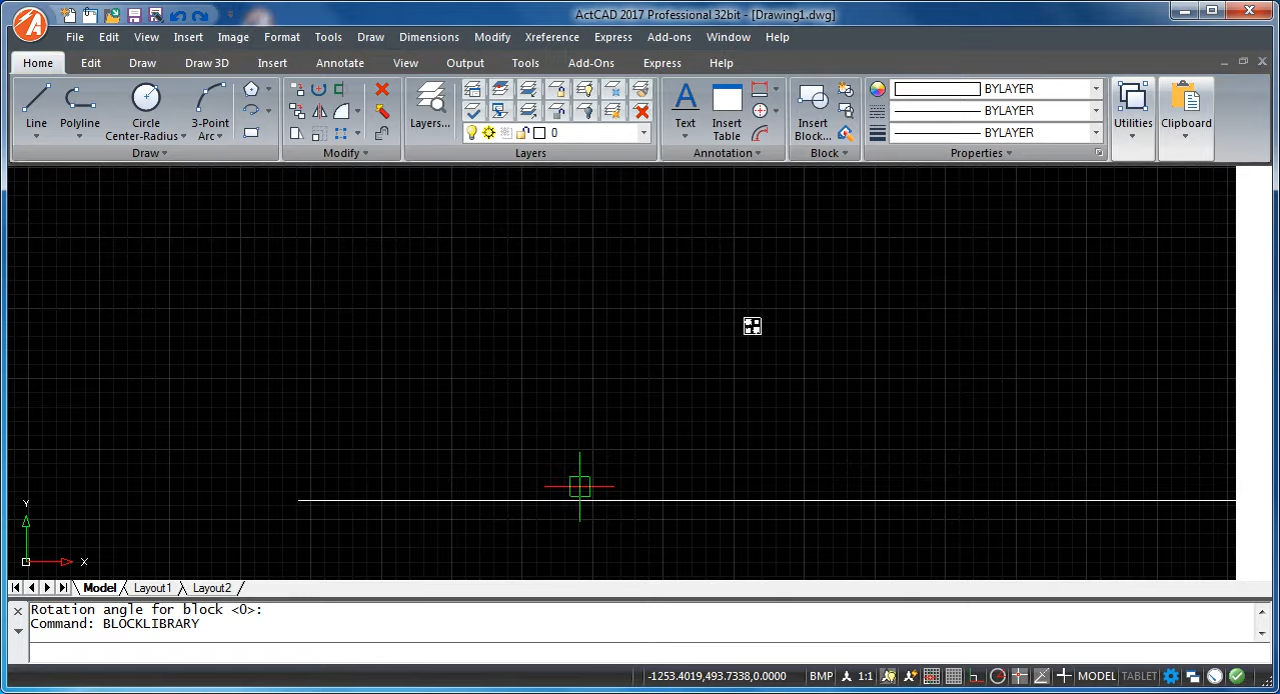 ActCAD 2017 Professional 32bit - [Drawing1.dwg]
File Edit View Insert Image Format Tools Draw Dimensions Modify Xreference Express Add-ons Window Help
Home Edit Draw Draw 3D Insert Annotate View Output Tools Add-Ons Express Help
Line Polyline Circle Center-Radius 3-Point Arc Layers... Text Insert Table Insert Block... Utilities Clipboard
BYLAYER
BYLAYER
0 BYLAYER
Draw Modify Layers Annotation Block Properties
Y
X
Model Layout1 Layout2
Rotation angle for block <0>:
Command: BLOCKLIBRARY
-1253.4019,493.7338,0.0000 BMP 1:1 MODEL TABLET